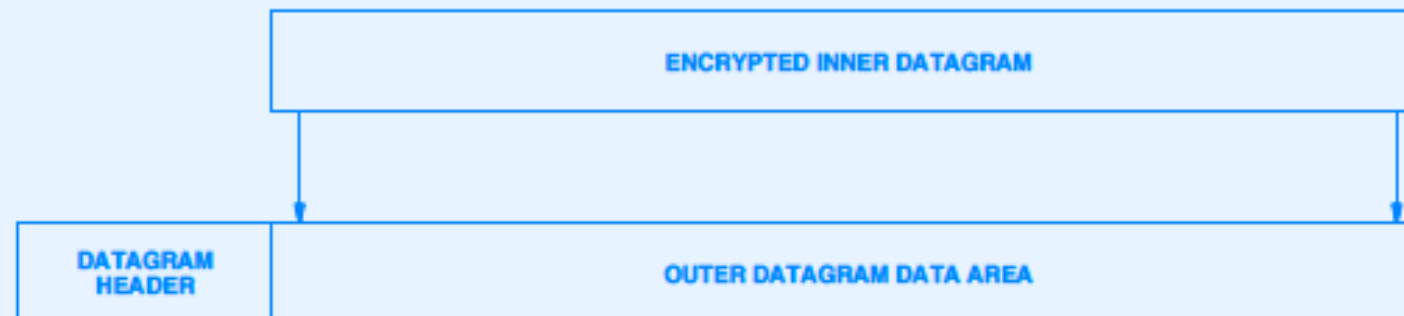 ENCRYPTED INNER DATAGRAM
DATAGRAM
HEADER
OUTER DATAGRAM DATA AREA